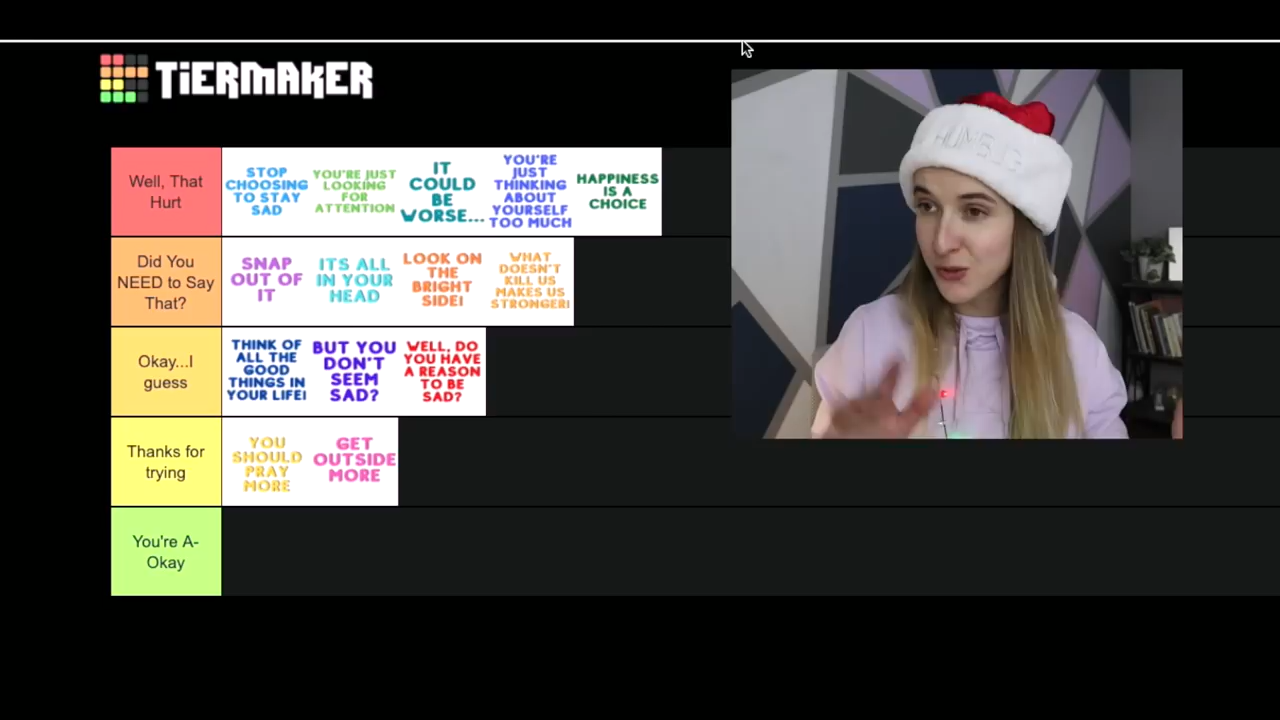 TiERMAKER
Well, That
Hurt
STOP
CHOOSING
TO STAY
SAD
YOU'RE JUST
LOOKING
FOR
ATTENTION
IT
COULD
BE
WORSE...
YOU'RE
JUST
THINKING
ABOUT
YOURSELF
TOO MUCH
HAPPINESS
IS A
CHOICE
Did You
NEED to Say
That?
SNAP
OUT OF
IT
ITS ALL
IN YOUR
HEAD
LOOK ON
THE
BRIGHT
SIDE!
WHAT
DOESN'T
KILL US
MAKES US
STRONGER!
Okay...I
guess
THINK OF
ALL THE
GOOD
THINGS IN
YOUR LIFE!
BUT YOU
DON'T
SEEM
SAD?
WELL, DO
YOU HAVE
A REASON
TO BE
SAD?
Thanks for
trying
YOU
SHOULD
PRAY
MORE
GET
OUTSIDE
MORE
You're A-
Okay
HUMBUG